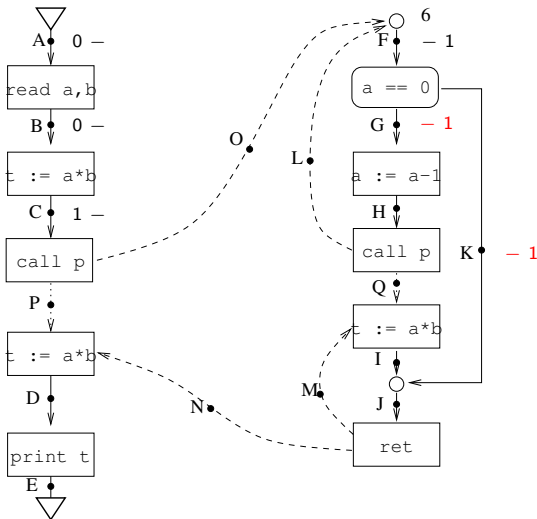 A 0 –
read a,b
B 0 –
t := a*b
C 1 –
call p
P
t := a*b
D
print t
E
O
L
N
M
6
F – 1
a == 0
G – 1
a := a-1
H
call p
K – 1
Q
t := a*b
I
J
ret